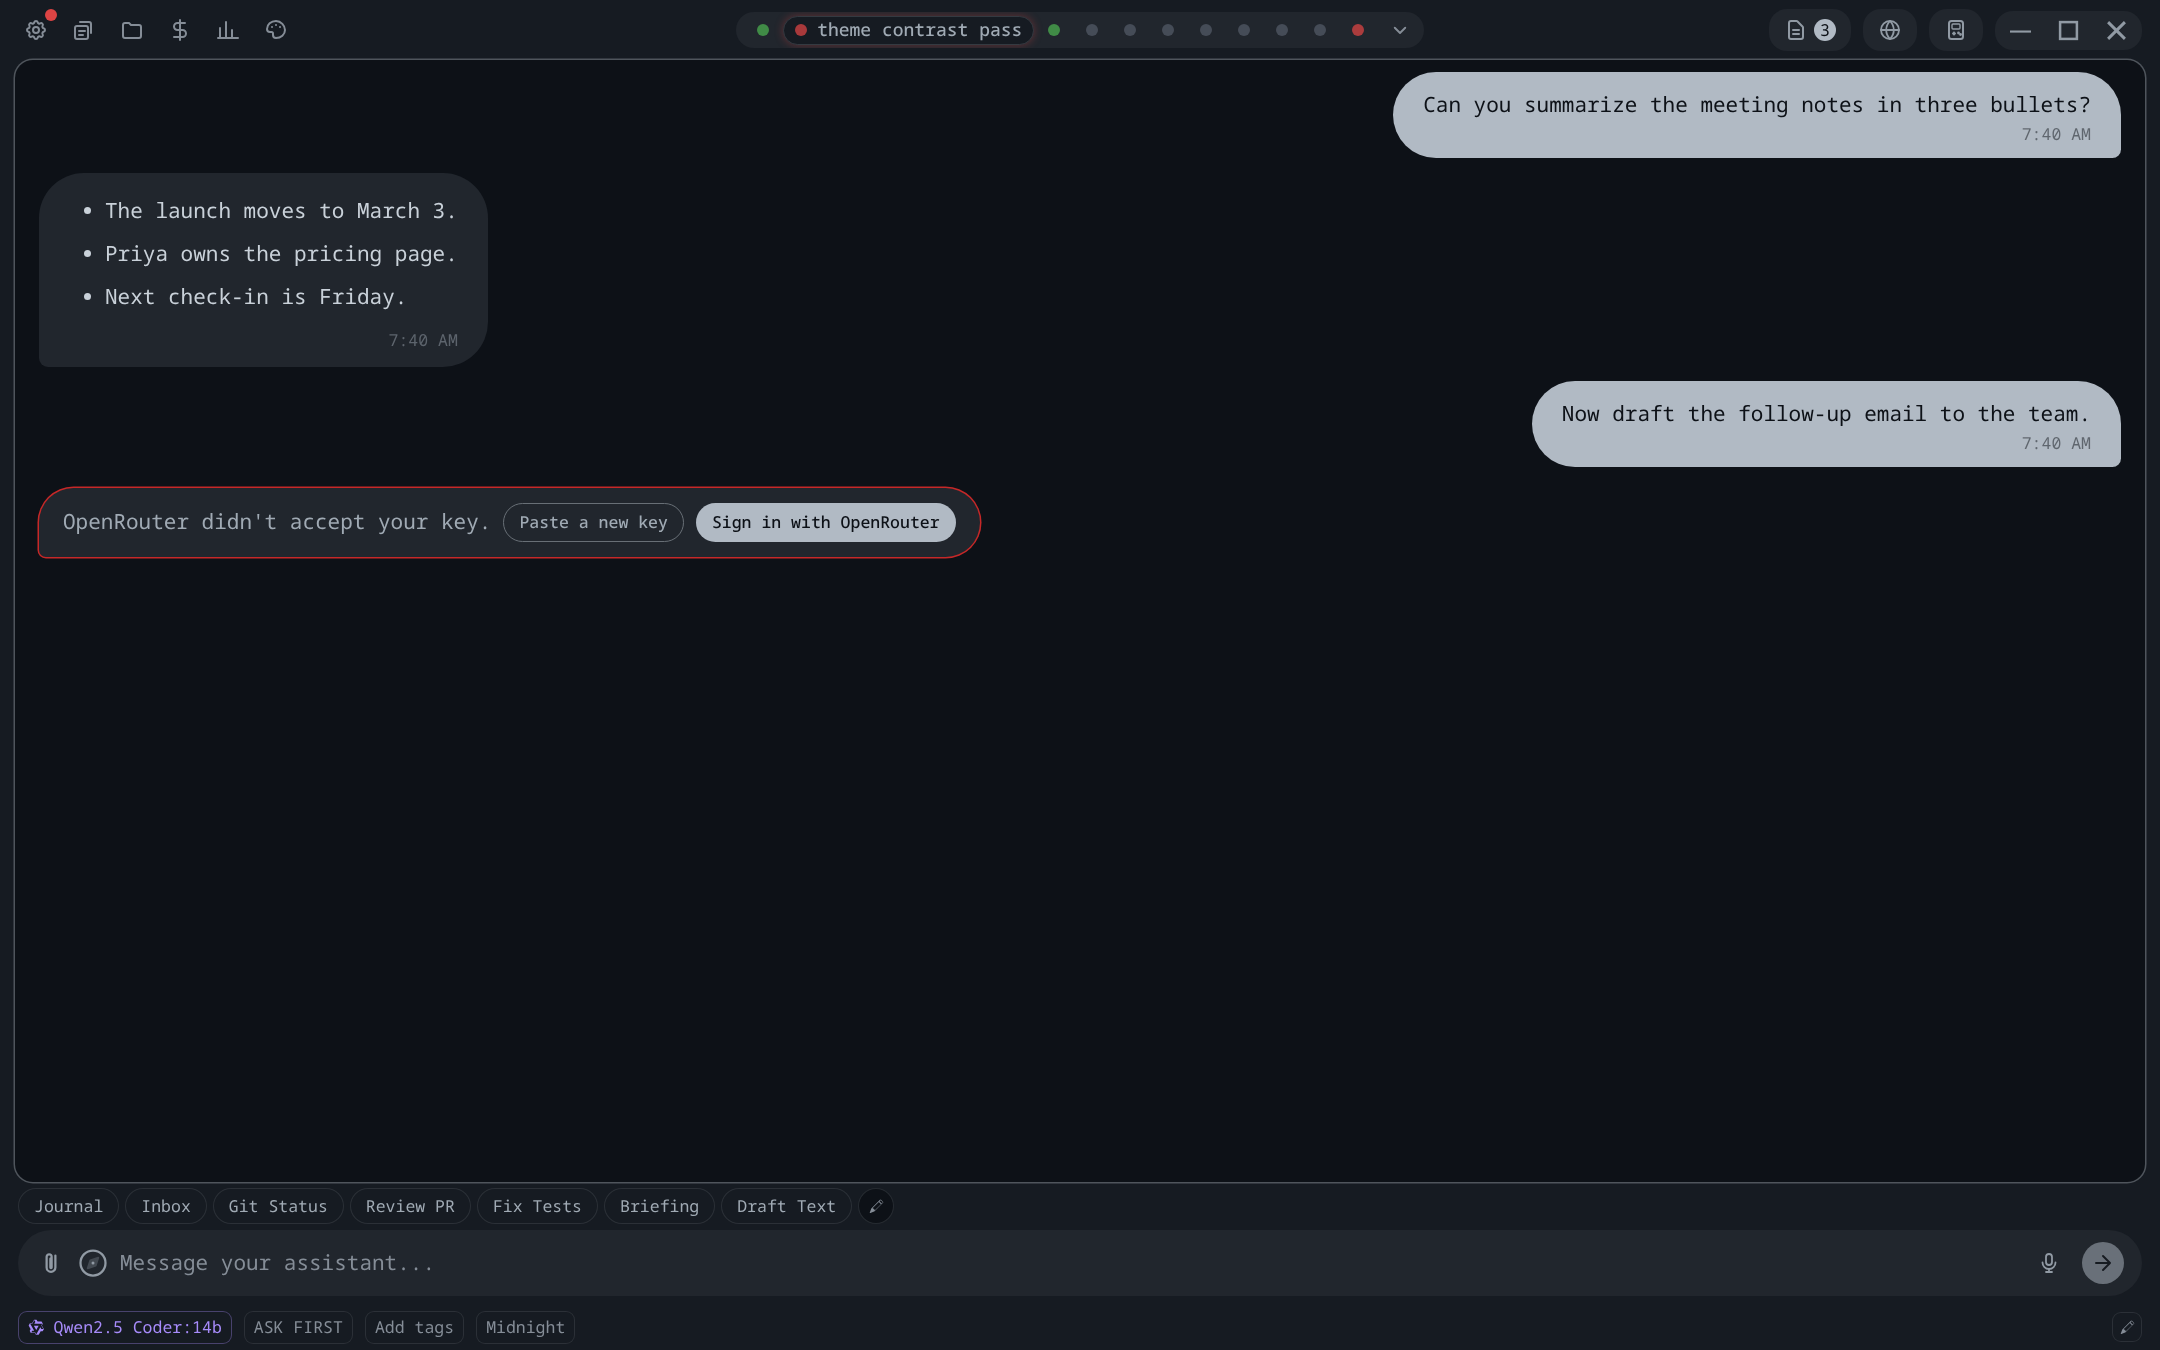 theme contrast pass
3
Can you summarize the meeting notes in three bullets?
7:40 AM
• The launch moves to March 3.
• Priya owns the pricing page.
• Next check-in is Friday.
7:40 AM
Now draft the follow-up email to the team.
7:40 AM
OpenRouter didn't accept your key. Paste a new key Sign in with OpenRouter
Journal Inbox Git Status Review PR Fix Tests Briefing Draft Text
Message your assistant...
Qwen2.5 Coder:14b ASK FIRST Add tags Midnight